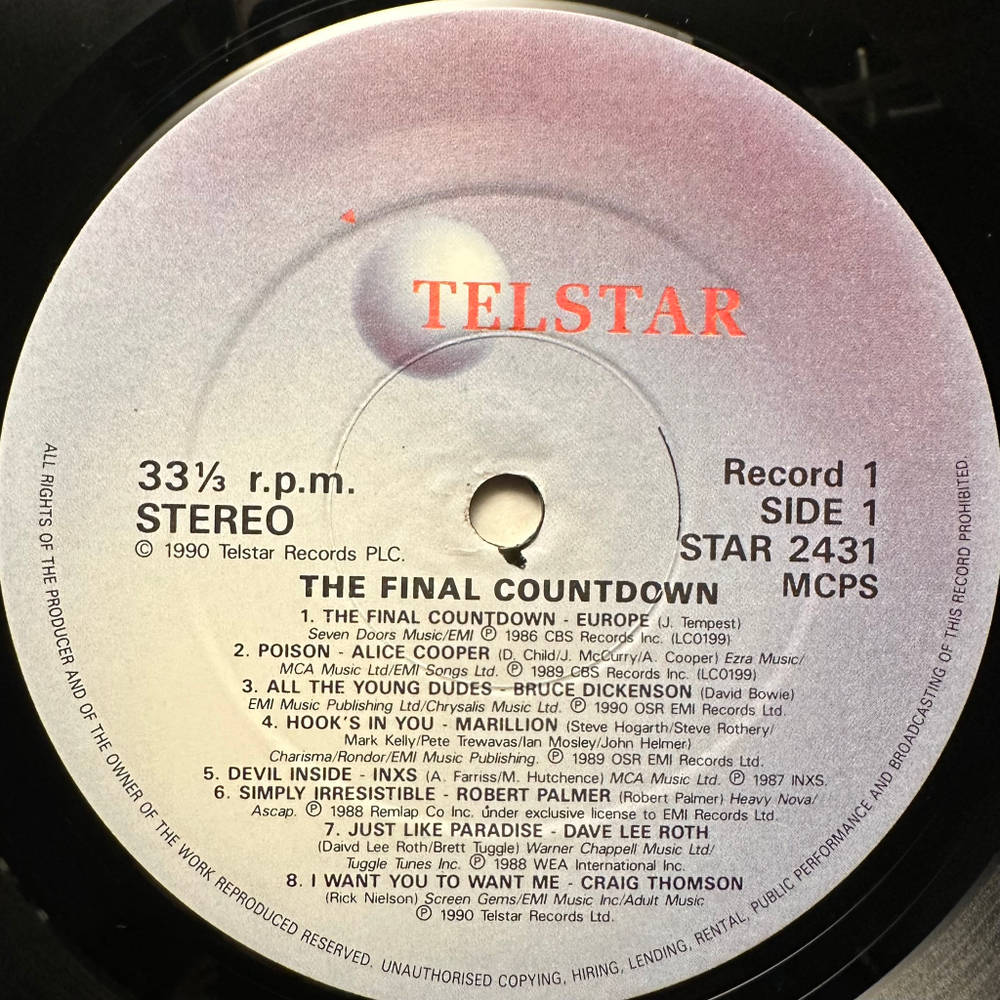 TELSTAR
33⅓ r.p.m.
STEREO
© 1990 Telstar Records PLC.
Record 1
SIDE 1
STAR 2431
MCPS
THE FINAL COUNTDOWN
1. THE FINAL COUNTDOWN - EUROPE (J. Tempest)
Seven Doors Music/EMI ℗ 1986 CBS Records Inc. (LC0199)
2. POISON - ALICE COOPER (D. Child/J. McCurry/A. Cooper) Ezra Music/
MCA Music Ltd/EMI Songs Ltd. ℗ 1989 CBS Records Inc. (LC0199)
3. ALL THE YOUNG DUDES - BRUCE DICKENSON (David Bowie)
EMI Music Publishing Ltd/Chrysalis Music Ltd. ℗ 1990 OSR EMI Records Ltd.
4. HOOK'S IN YOU - MARILLION (Steve Hogarth/Steve Rothery/
Mark Kelly/Pete Trewavas/Ian Mosley/John Helmer)
Charisma/Rondor/EMI Music Publishing. ℗ 1989 OSR EMI Records Ltd.
5. DEVIL INSIDE - INXS (A. Farriss/M. Hutchence) MCA Music Ltd. ℗ 1987 INXS.
6. SIMPLY IRRESISTIBLE - ROBERT PALMER (Robert Palmer) Heavy Nova/
Ascap. ℗ 1988 Remlap Co Inc. under exclusive license to EMI Records Ltd.
7. JUST LIKE PARADISE - DAVE LEE ROTH
(Daivd Lee Roth/Brett Tuggle) Warner Chappell Music Ltd/
Tuggle Tunes Inc. ℗ 1988 WEA International Inc.
8. I WANT YOU TO WANT ME - CRAIG THOMSON
(Rick Nielson) Screen Gems/EMI Music Inc/Adult Music
℗ 1990 Telstar Records Ltd.
ALL RIGHTS OF THE PRODUCER AND OF THE OWNER OF THE WORK REPRODUCED RESERVED. UNAUTHORISED COPYING, HIRING, LENDING, RENTAL, PUBLIC PERFORMANCE AND BROADCASTING OF THIS RECORD PROHIBITED.